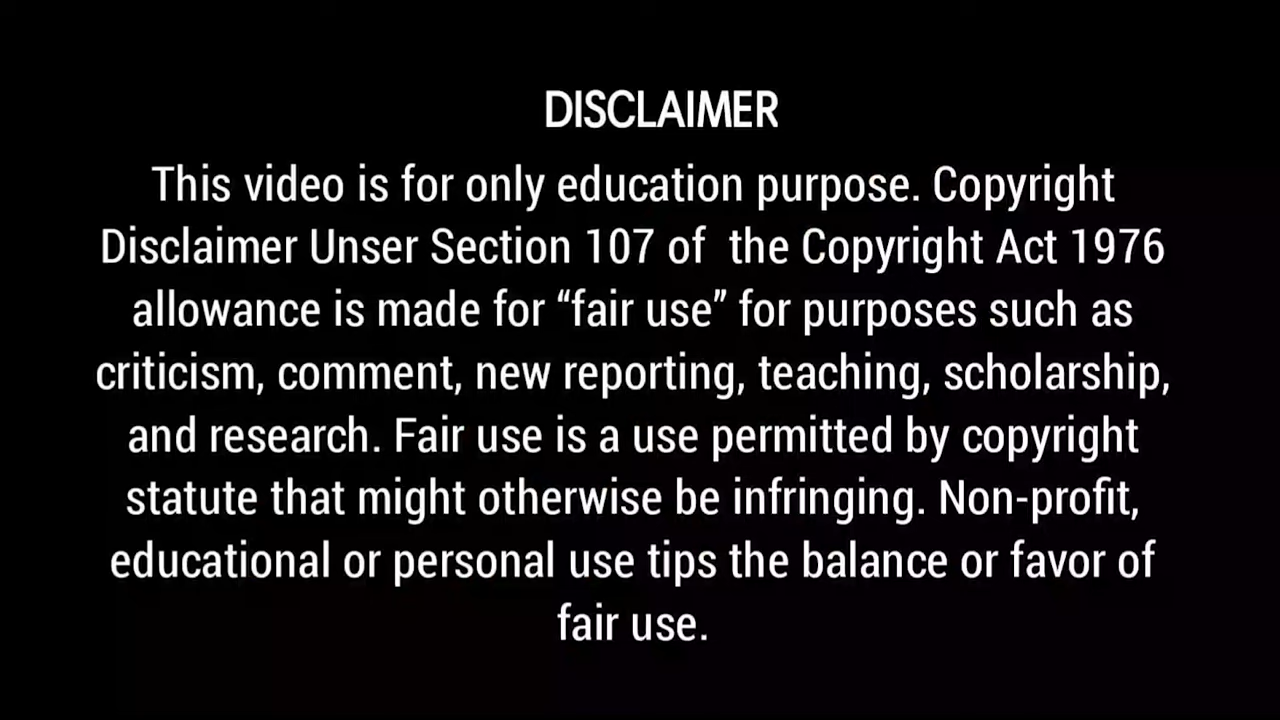 DISCLAIMER
This video is for only education purpose. Copyright
Disclaimer Unser Section 107 of  the Copyright Act 1976
allowance is made for “fair use” for purposes such as
criticism, comment, new reporting, teaching, scholarship,
and research. Fair use is a use permitted by copyright
statute that might otherwise be infringing. Non-profit,
educational or personal use tips the balance or favor of
fair use.